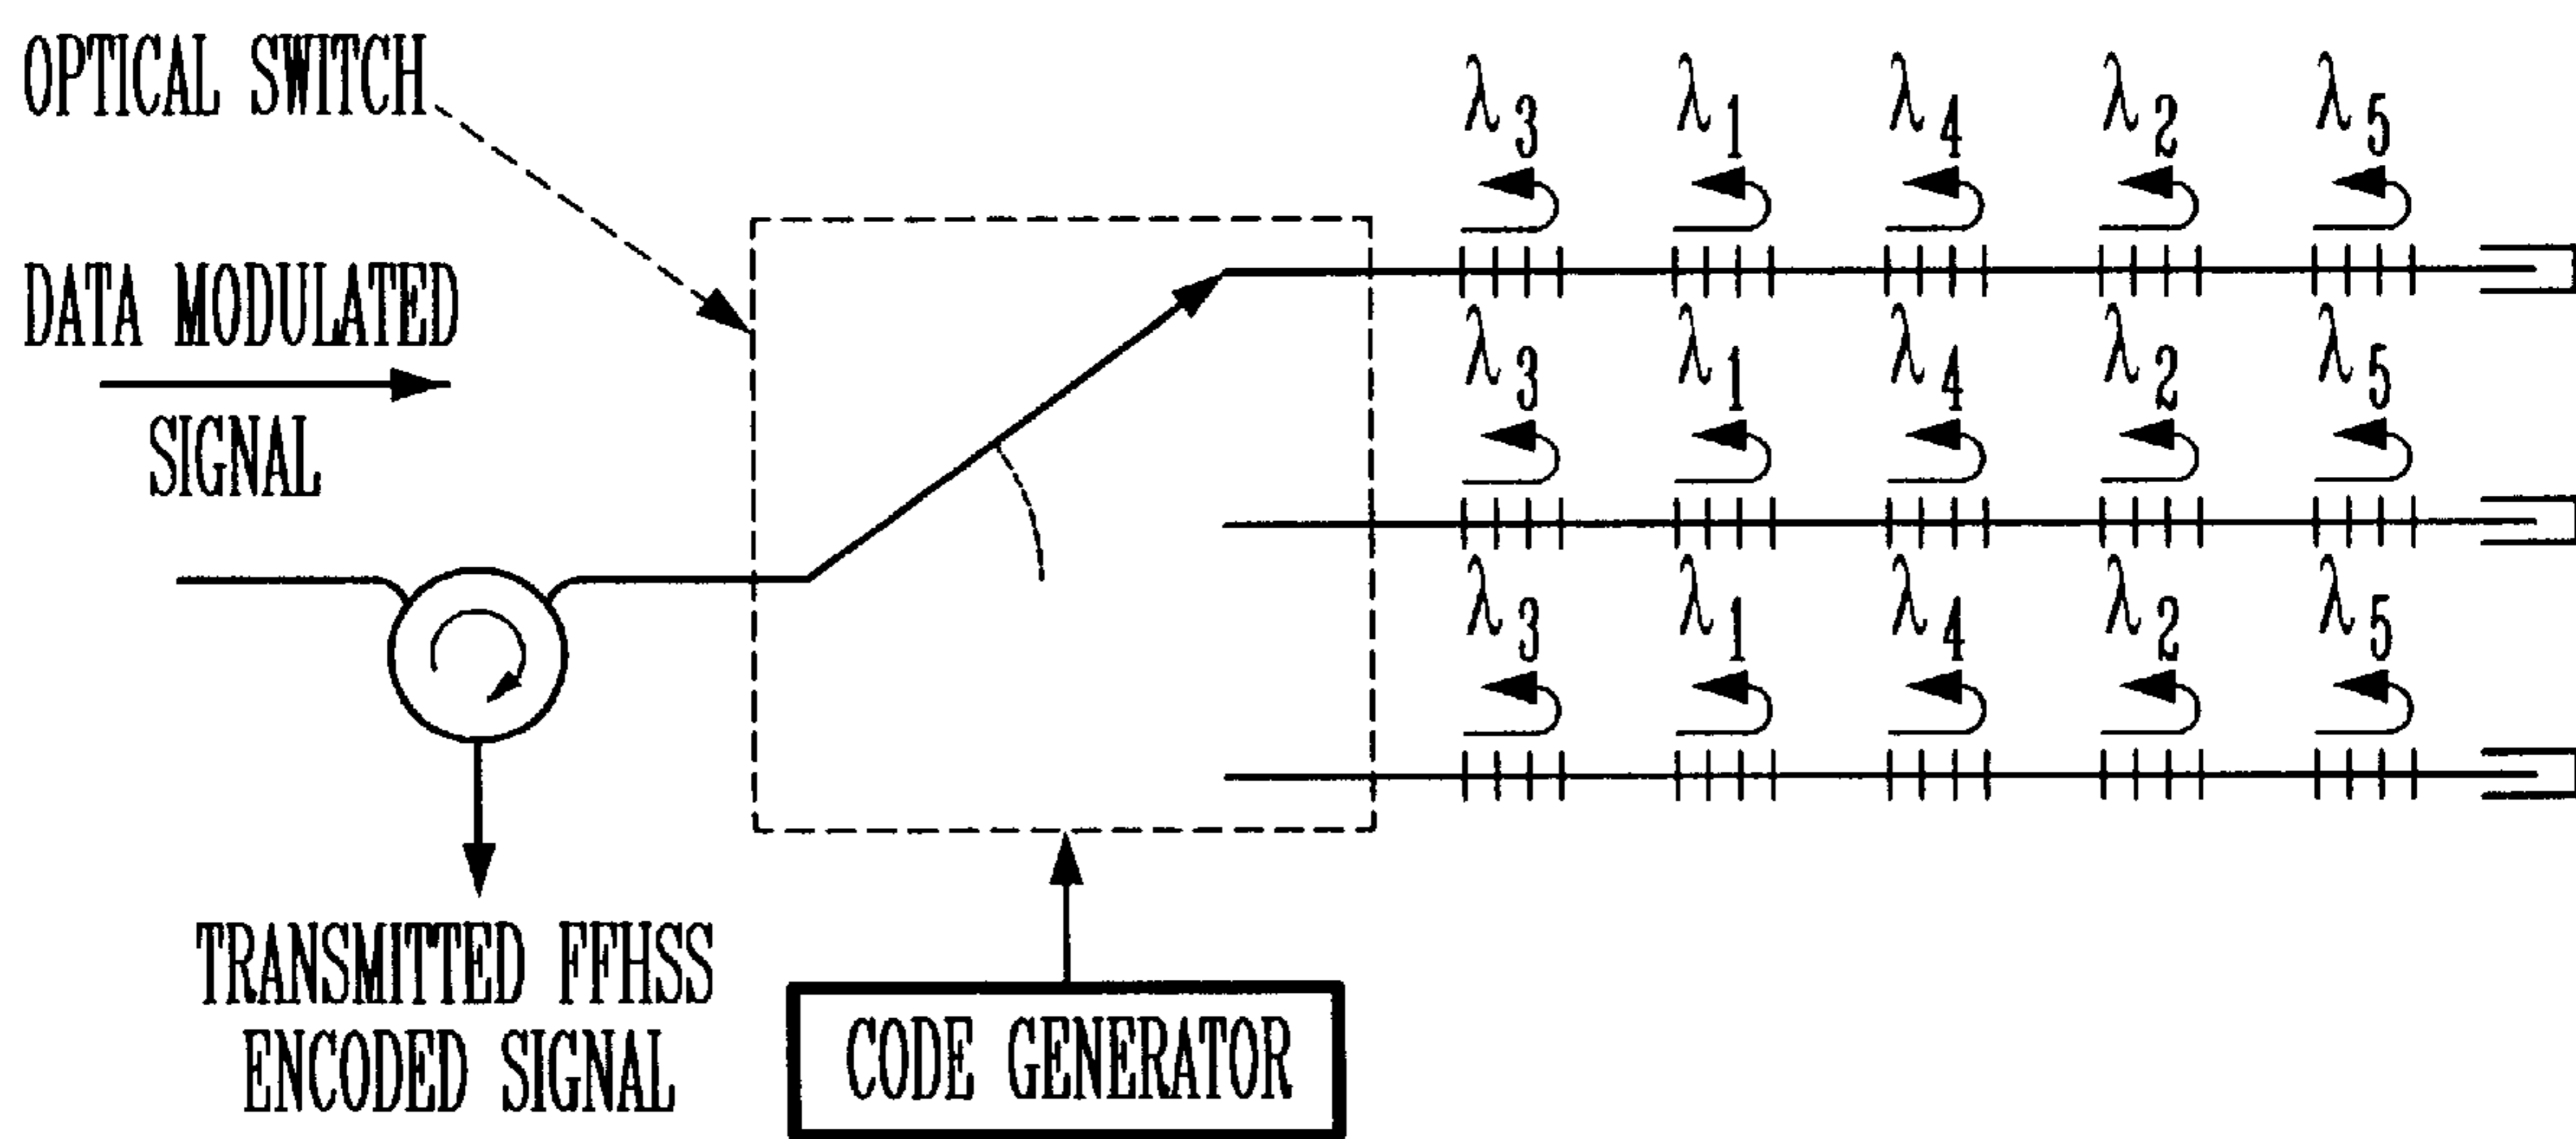 OPTICAL SWITCH
λ3 λ1 λ4 λ2 λ5
DATA MODULATED
SIGNAL
λ3 λ1 λ4 λ2 λ5
λ3 λ1 λ4 λ2 λ5
TRANSMITTED FFHSS
ENCODED SIGNAL
CODE GENERATOR